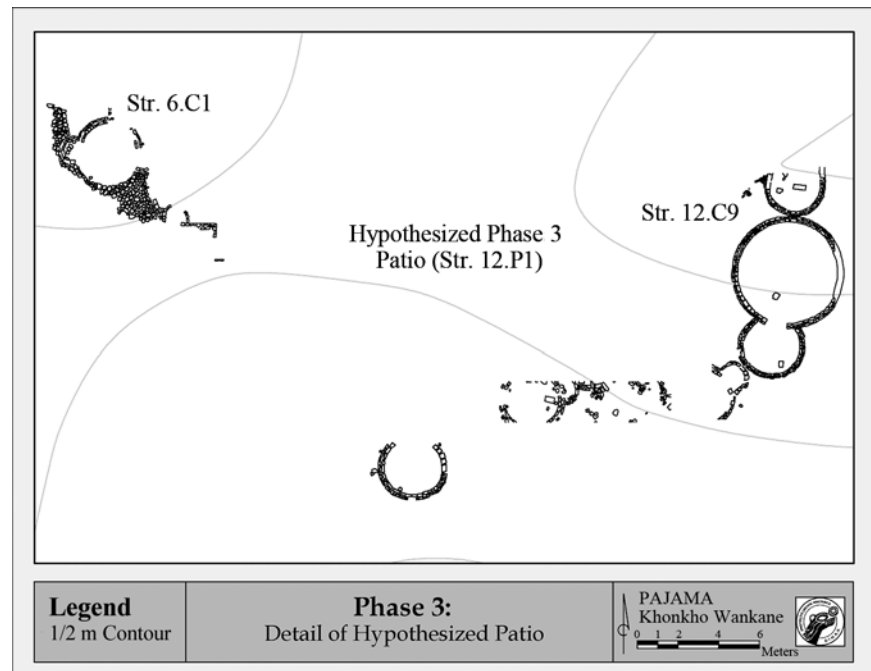 Str. 6.C1
Str. 12.C9
Hypothesized Phase 3
Patio (Str. 12.P1)
Legend
1/2 m Contour
Phase 3:
Detail of Hypothesized Patio
PAJAMA
Khonkho Wankane
0 1 2 4 6
Meters